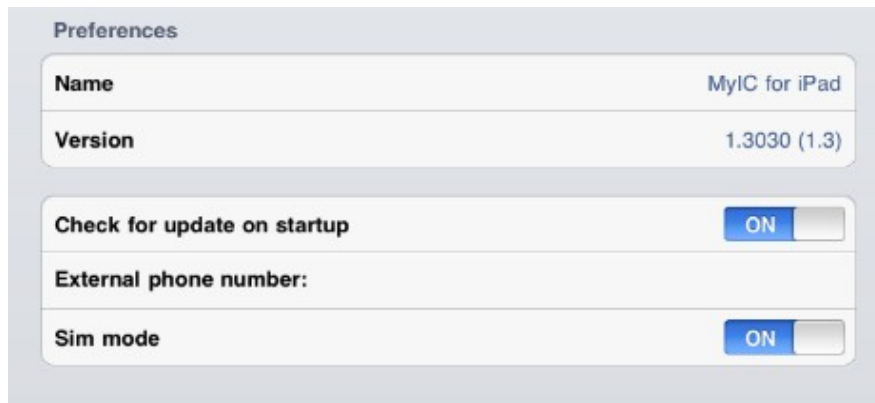 Preferences
Name MyIC for iPad
Version 1.3030 (1.3)
Check for update on startup ON
External phone number:
Sim mode ON